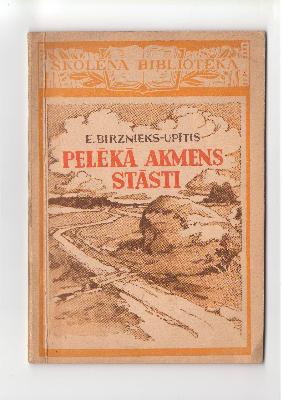 SKOLĒNA BIBLIOTĒKA
E. BIRZNIEKS-UPĪTIS
PELĒKĀ AKMENS
STĀSTI